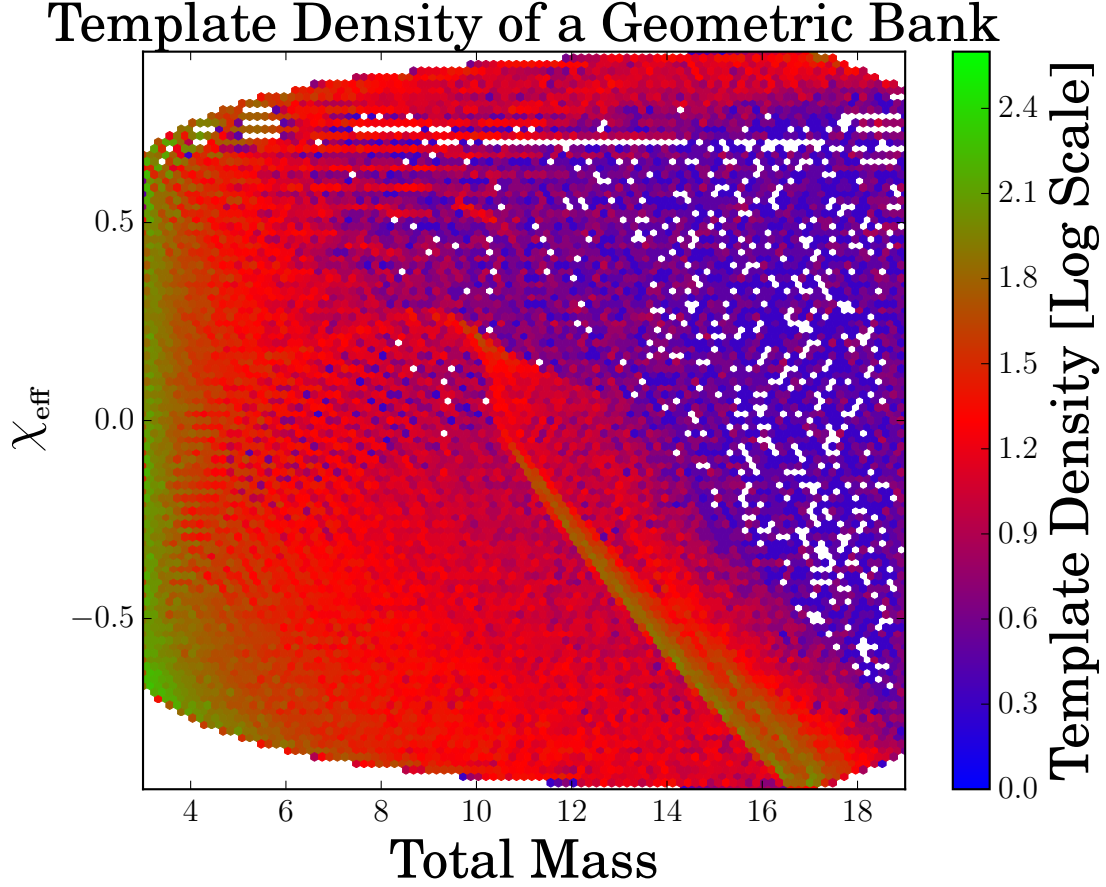 Template Density of a Geometric Bank
0.5
0.0
−0.5
χeff
4 6 8 10 12 14 16 18
Total Mass
2.4
2.1
1.8
1.5
1.2
0.9
0.6
0.3
0.0
Template Density [Log Scale]